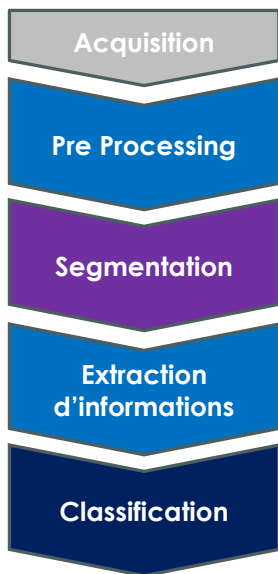 Acquisition
Pre Processing
Segmentation
Extraction
d’informations
Classification